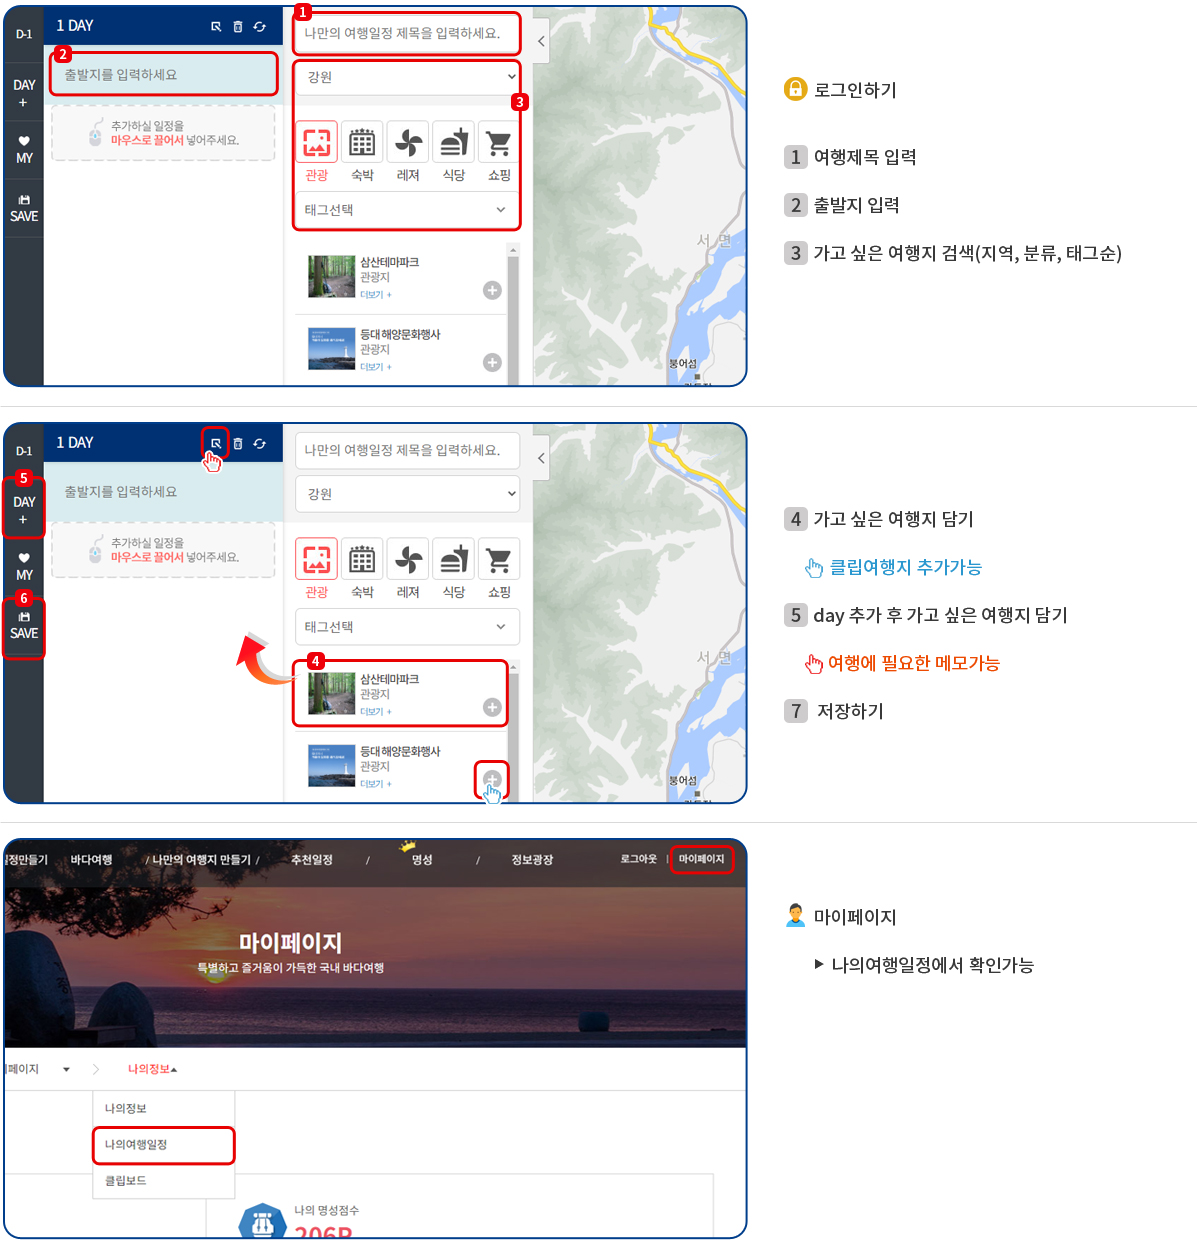 D-1
1 DAY
1
나만의 여행일정 제목을 입력하세요.
2
출발지를 입력하세요
DAY
+
추가하실 일정을
마우스로 끌어서 넣어주세요.
MY
SAVE
강원
3
관광
숙박
레져
식당
쇼핑
태그선택
삼산테마파크
관광지
더보기 +
등대 해양문화행사
관광지
더보기 +
서 면
붕어섬
로그인하기
1 여행제목 입력
2 출발지 입력
3 가고 싶은 여행지 검색(지역, 분류, 태그순)
D-1
1 DAY
나만의 여행일정 제목을 입력하세요.
5
DAY
+
출발지를 입력하세요
추가하실 일정을
마우스로 끌어서 넣어주세요.
MY
6
SAVE
강원
관광
숙박
레져
식당
쇼핑
태그선택
4
삼산테마파크
관광지
더보기 +
등대 해양문화행사
관광지
더보기 +
서 면
붕어섬
4 가고 싶은 여행지 담기
클립여행지 추가가능
5 day 추가 후 가고 싶은 여행지 담기
여행에 필요한 메모가능
7 저장하기
일정만들기 바다여행 / 나만의 여행지 만들기 / 추천일정 / 명성 / 정보광장 로그아웃 | 마이페이지
마이페이지
특별하고 즐거움이 가득한 국내 바다여행
이페이지
나의정보
나의정보
나의여행일정
클립보드
나의 명성점수
206P
마이페이지
나의여행일정에서 확인가능